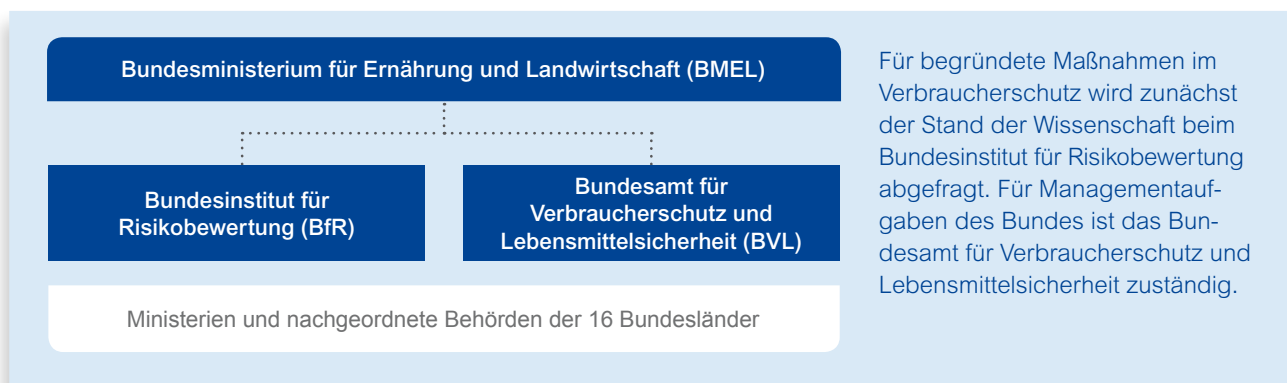 Bundesministerium für Ernährung und Landwirtschaft (BMEL)
Bundesinstitut für
Risikobewertung (BfR)
Bundesamt für
Verbraucherschutz und
Lebensmittelsicherheit (BVL)
Ministerien und nachgeordnete Behörden der 16 Bundesländer
Für begründete Maßnahmen im
Verbraucherschutz wird zunächst
der Stand der Wissenschaft beim
Bundesinstitut für Risikobewertung
abgefragt. Für Managementauf-
gaben des Bundes ist das Bun-
desamt für Verbraucherschutz und
Lebensmittelsicherheit zuständig.